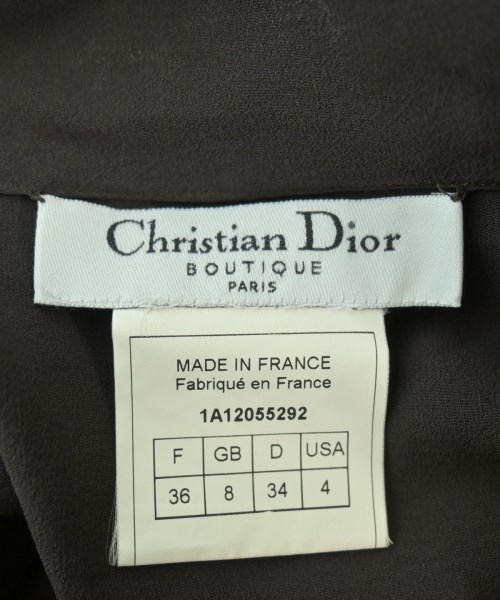 Christian Dior
BOUTIQUE
PARIS
MADE IN FRANCE
Fabriqué en France
1A12055292
F GB D USA
36 8 34 4